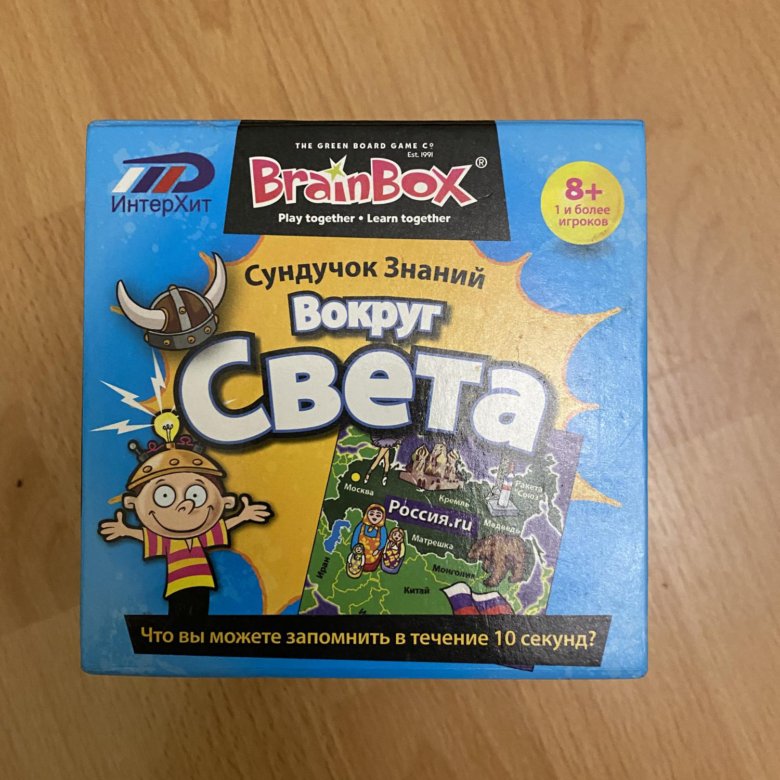 THE GREEN BOARD GAME Cº
Est. 1991
BrainBox®
Play together • Learn together
ИнтерХит
8+
1 и более
игроков
Сундучок Знаний
Вокруг
Света
Москва
Кремль
Ракета
Союз
Россия.ru
Медведь
Матрешка
Иран
Монголия
Китай
Что вы можете запомнить в течение 10 секунд?